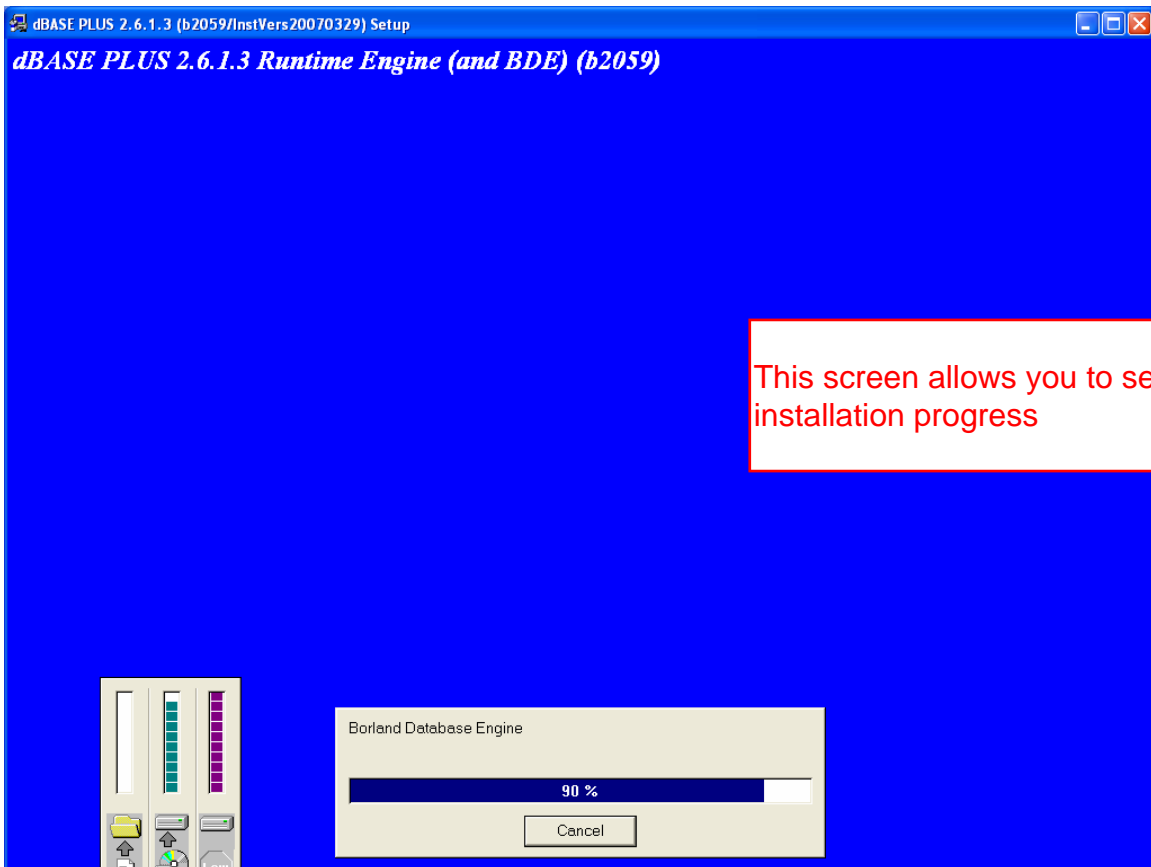 dBASE PLUS 2.6.1.3 (b2059/InstVers20070329) Setup
dBASE PLUS 2.6.1.3 Runtime Engine (and BDE) (b2059)
This screen allows you to se
installation progress
Borland Database Engine
90 %
Cancel